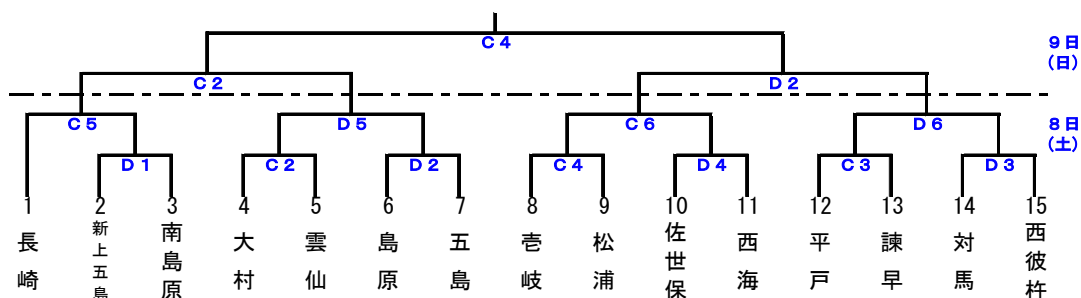 C4
9日
(日)
C2
D2
C5
D5
C6
D6
8日
(土)
D1
C2
D2
C4
D4
C3
D3
1
2
3
4
5
6
7
8
9
10
11
12
13
14
15
長崎
新上五島
南島原
大村
雲仙
島原
五島
壱岐
松浦
佐世保
西海
平戸
諫早
対馬
西彼杵